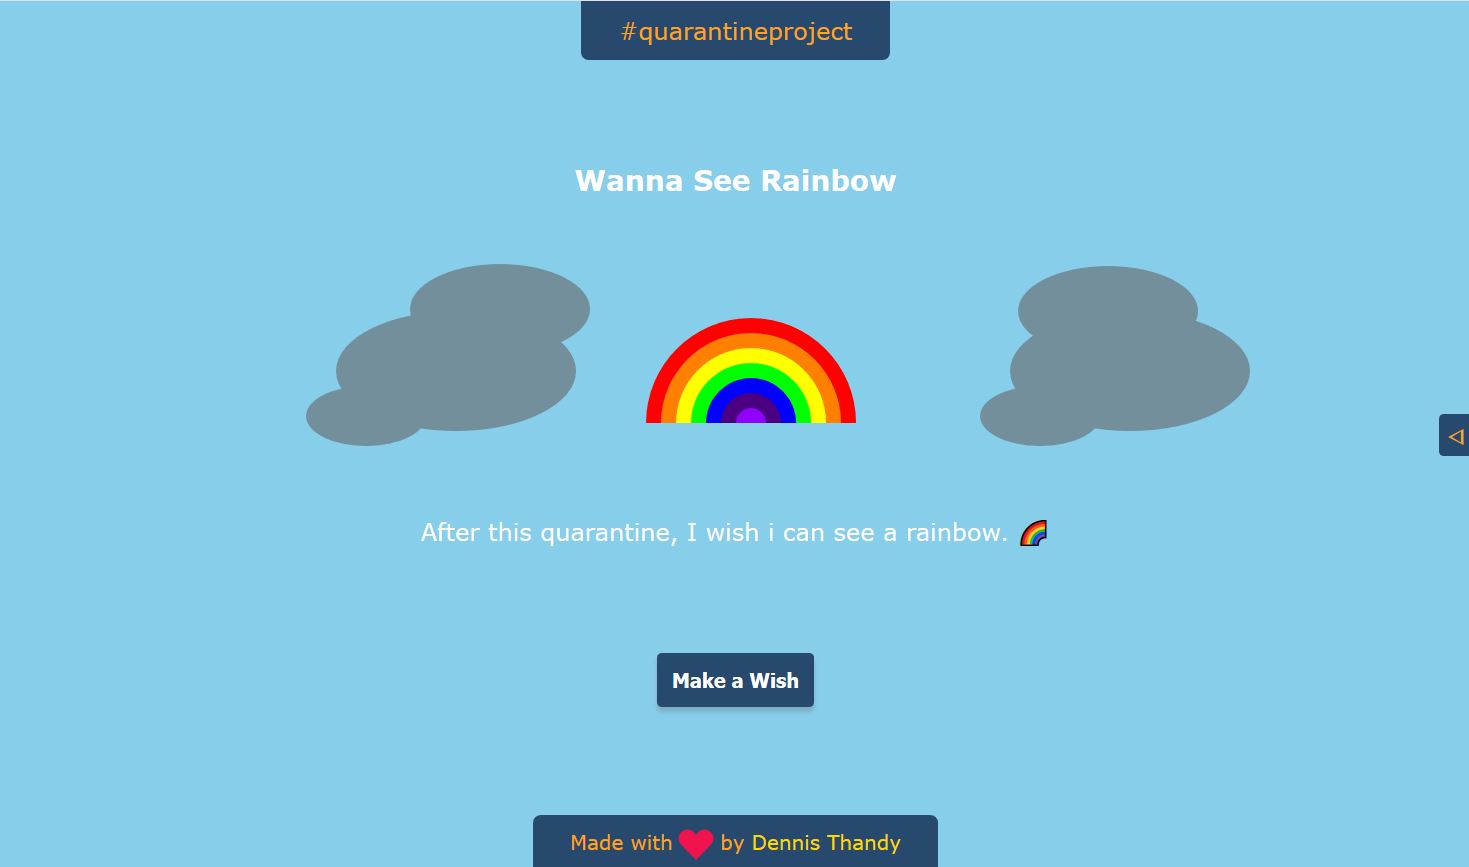 #quarantineproject
Wanna See Rainbow
After this quarantine, I wish i can see a rainbow. 🌈
Make a Wish
Made with ❤ by Dennis Thandy